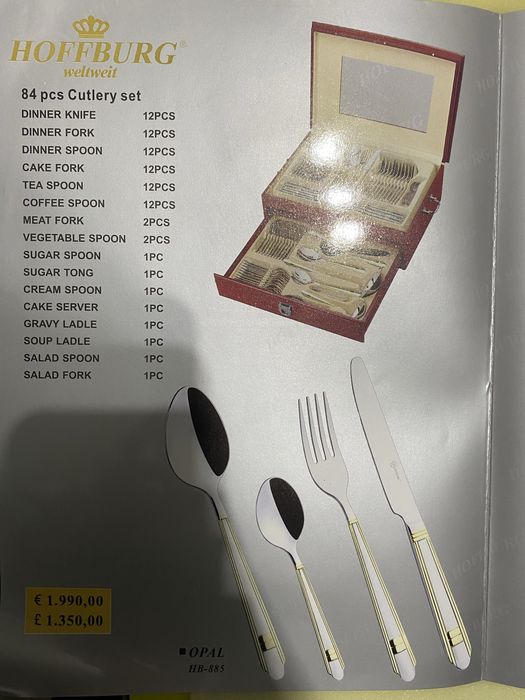 HOFFBURG®
weltweit
84 pcs Cutlery set
DINNER KNIFE 12PCS
DINNER FORK 12PCS
DINNER SPOON 12PCS
CAKE FORK 12PCS
TEA SPOON 12PCS
COFFEE SPOON 12PCS
MEAT FORK 2PCS
VEGETABLE SPOON 2PCS
SUGAR SPOON 1PC
SUGAR TONG 1PC
CREAM SPOON 1PC
CAKE SERVER 1PC
GRAVY LADLE 1PC
SOUP LADLE 1PC
SALAD SPOON 1PC
SALAD FORK 1PC
€ 1.990,00
£ 1.350,00
■ OPAL
HB-885